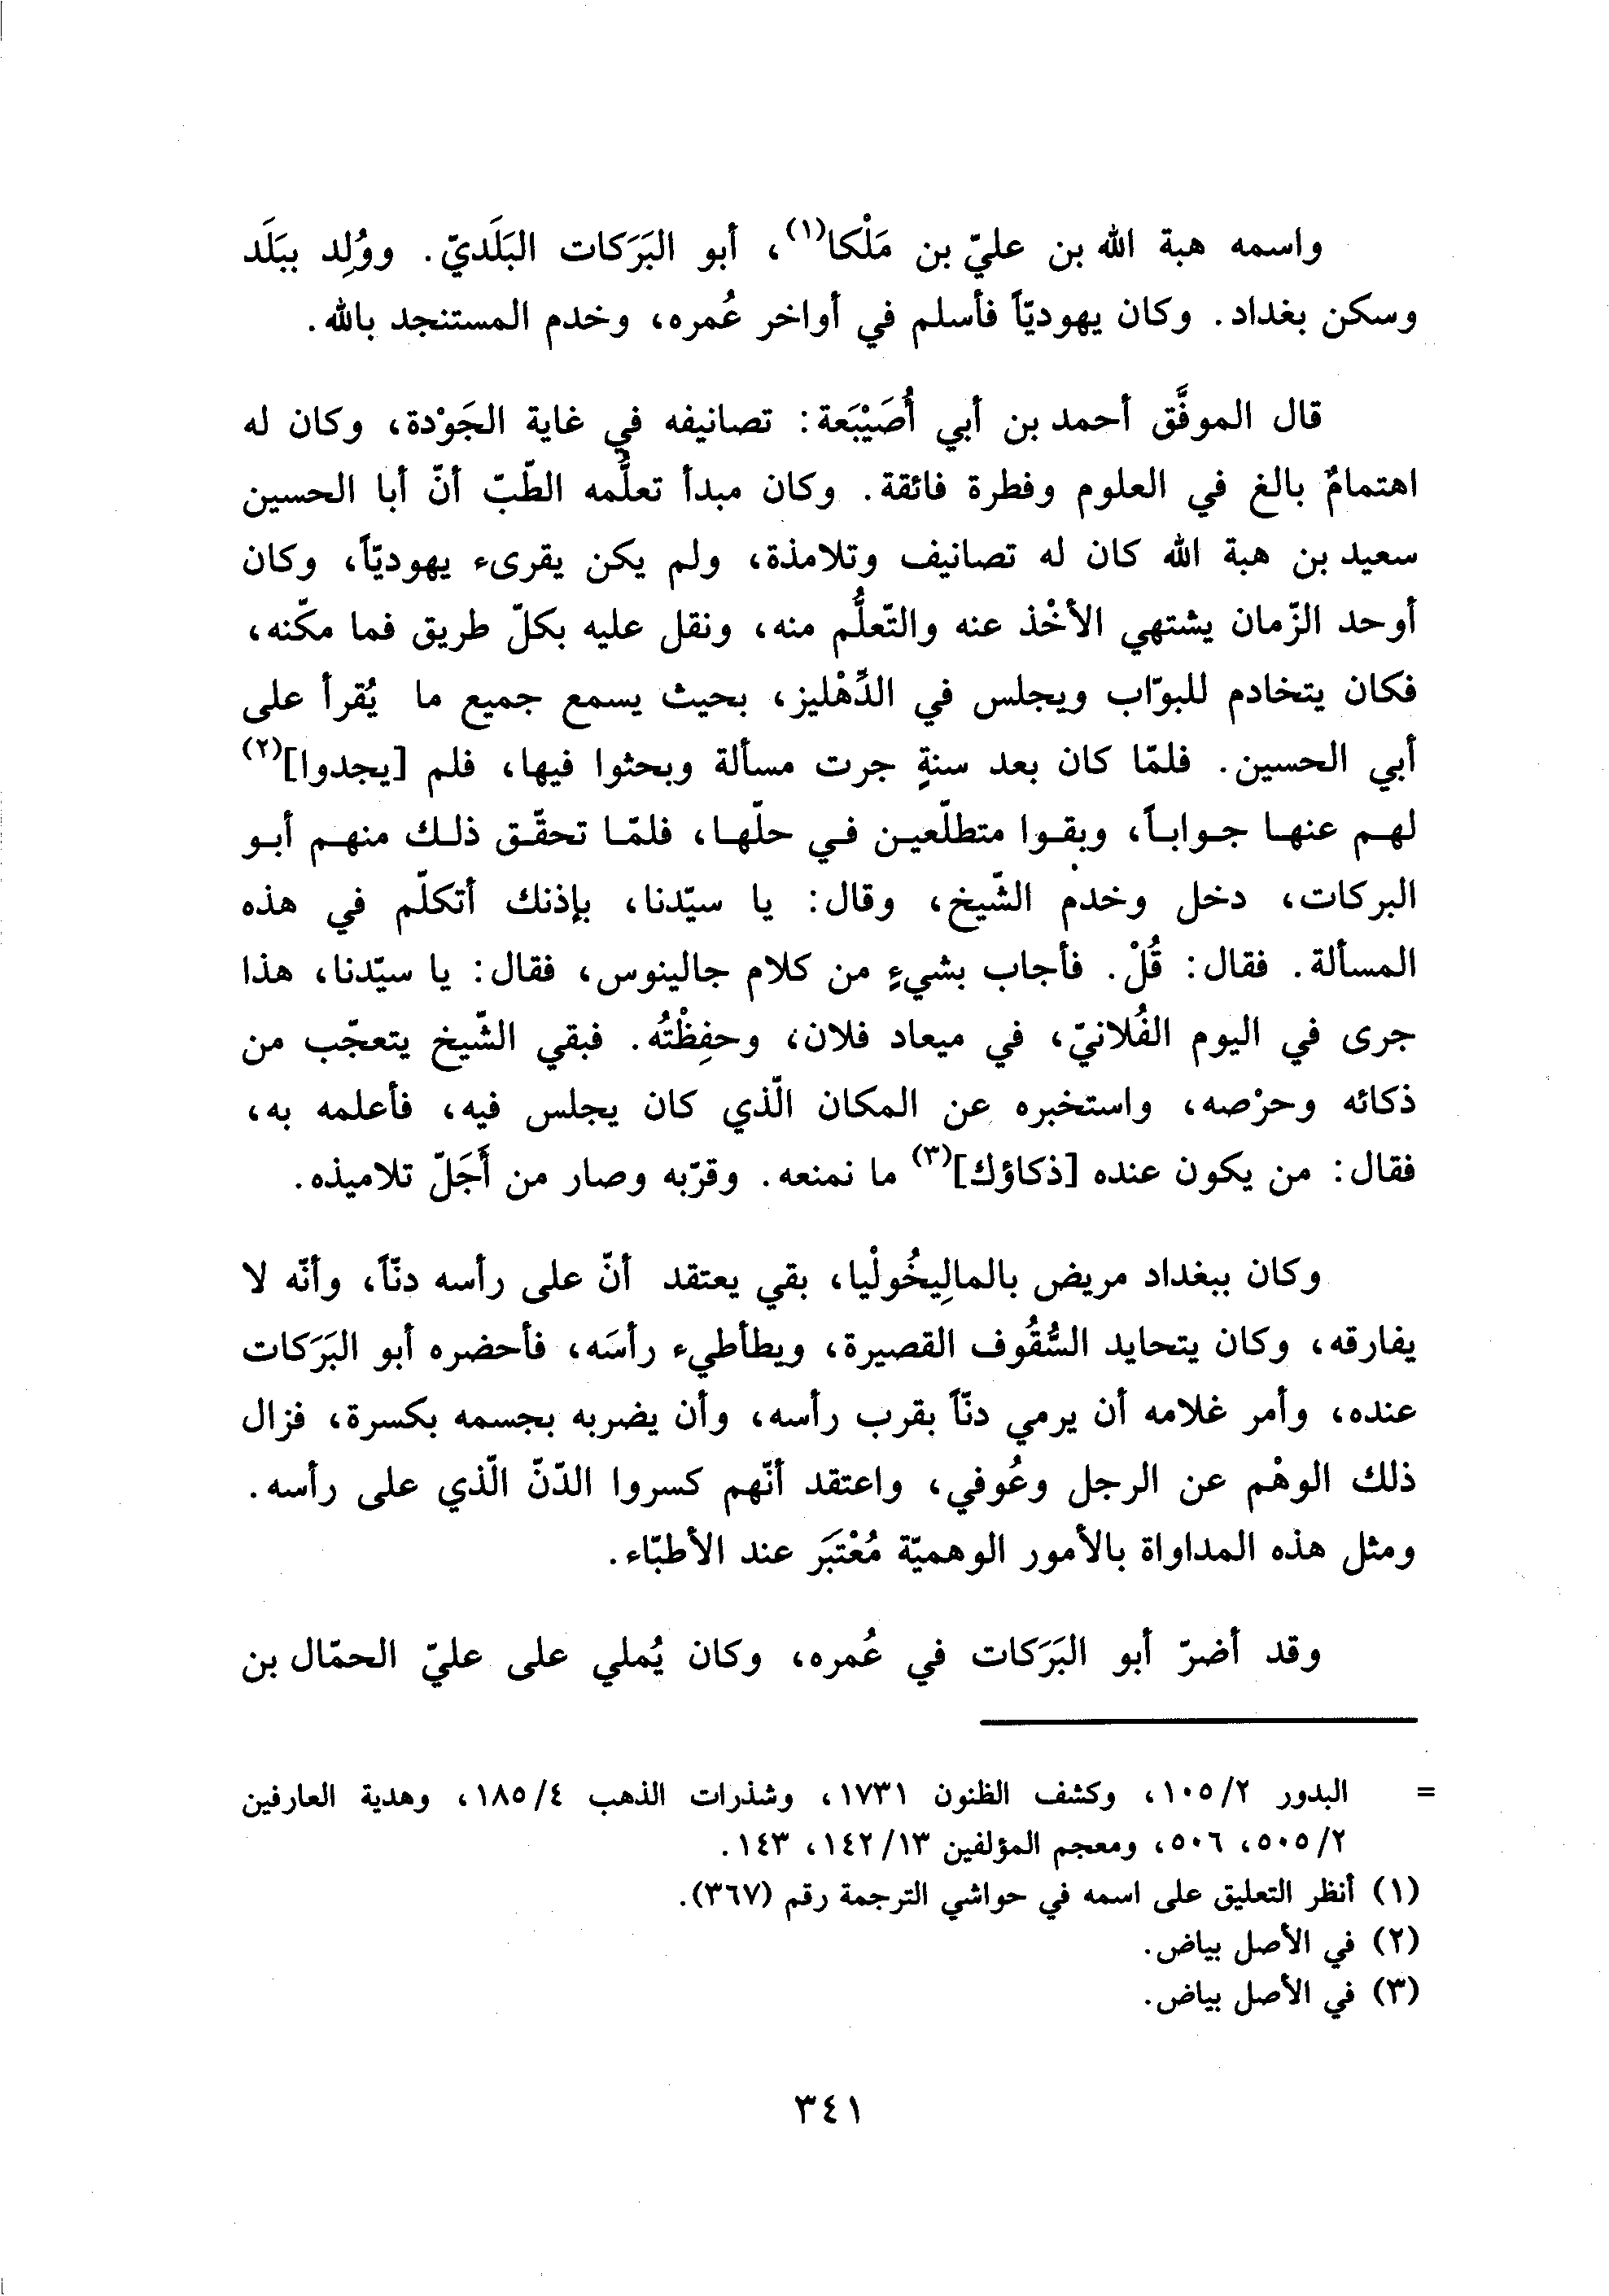 واسمه هبة الله بن عليّ بن مَلْكا(١)، أبو البَرَكات البَلَديّ. ووُلِد ببَلَد
وسكن بغداد. وكان يهوديّاً فأسلم في أواخر عُمره، وخدم المستنجد بالله.
قال الموفَّق أحمد بن أبي أُصَيْبَعة: تصانيفه في غاية الجَوْدة، وكان له
اهتمامٌ بالغ في العلوم وفطرة فائقة. وكان مبدأ تعلُّمه الطّبّ أنّ أبا الحسين
سعيد بن هبة الله كان له تصانيف وتلامذة، ولم يكن يقرىء يهوديّاً، وكان
أوحد الزّمان يشتهي الأخْذ عنه والتّعلُّم منه، ونقل عليه بكلّ طريق فما مكّنه،
فكان يتخادم للبوّاب ويجلس في الدِّهْليز، بحيث يسمع جميع ما يُقرأ على
أبي الحسين. فلمّا كان بعد سنةٍ جرت مسألة وبحثوا فيها، فلم [يجدوا](٢)
لهم عنها جواباً، وبقوا متطلّعين في حلّها، فلمّا تحقّق ذلك منهم أبو
البركات، دخل وخدم الشّيخ، وقال: يا سيّدنا، بإذنك أتكلّم في هذه
المسألة. فقال: قُلْ. فأجاب بشيءٍ من كلام جالينوس، فقال: يا سيّدنا، هذا
جرى في اليوم الفُلانيّ، في ميعاد فلان، وحفِظْتُه. فبقي الشّيخ يتعجّب من
ذكائه وحرْصه، واستخبره عن المكان الّذي كان يجلس فيه، فأعلمه به،
فقال: من يكون عنده [ذكاؤك](٣) ما نمنعه. وقرّبه وصار من أَجَلّ تلاميذه.
وكان ببغداد مريض بالمالِيخُولْيا، بقي يعتقد أنّ على رأسه دنّاً، وأنّه لا
يفارقه، وكان يتحايد السُّقُوف القصيرة، ويطأطيء رأسَه، فأحضره أبو البَرَكات
عنده، وأمر غلامه أن يرمي دنّاً بقرب رأسه، وأن يضربه بجسمه بكسرة، فزال
ذلك الوهْم عن الرجل وعُوفي، واعتقد أنّهم كسروا الدّنّ الّذي على رأسه.
ومثل هذه المداواة بالأمور الوهميّة مُعْتَبَر عند الأطبّاء.
وقد أضرّ أبو البَرَكات في عُمره، وكان يُملي على عليّ الحمّال بن
= البدور ١٠٥/٢، وكشف الظنون ١٧٣١، وشذرات الذهب ١٨٥/٤، وهدية العارفين
٥٠٥/٢، ٥٠٦، ومعجم المؤلفين ١٤٢/١٣، ١٤٣.
(١) أنظر التعليق على اسمه في حواشي الترجمة رقم (٣٦٧).
(٢) في الأصل بياض.
(٣) في الأصل بياض.
٣٤١